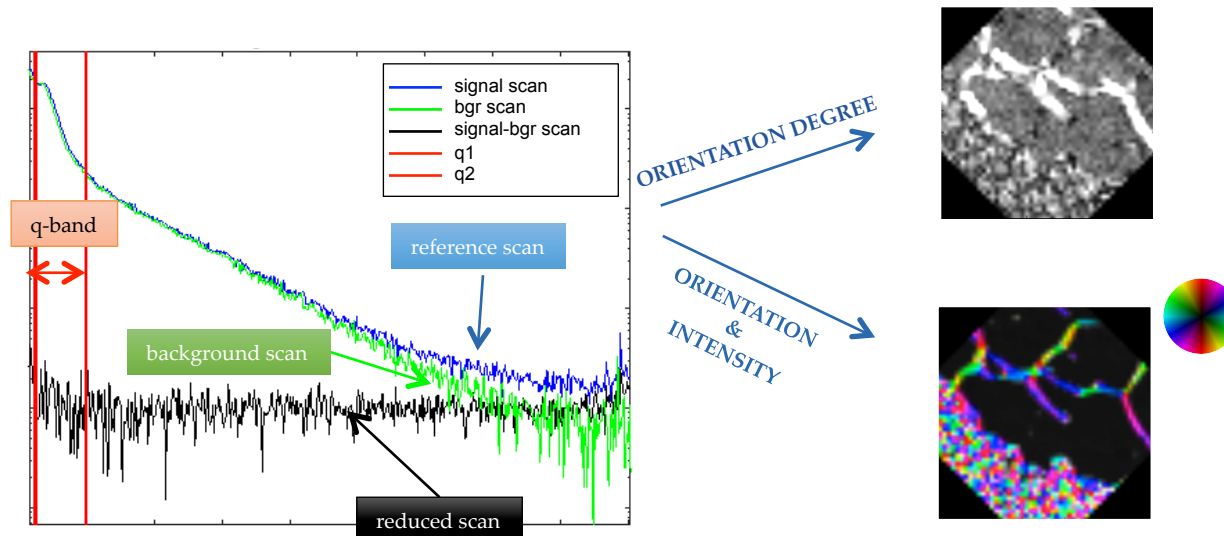 signal scan
bgr scan
signal-bgr scan
q1
q2
q-band
reference scan
background scan
reduced scan
ORIENTATION DEGREE
ORIENTATION
&
INTENSITY